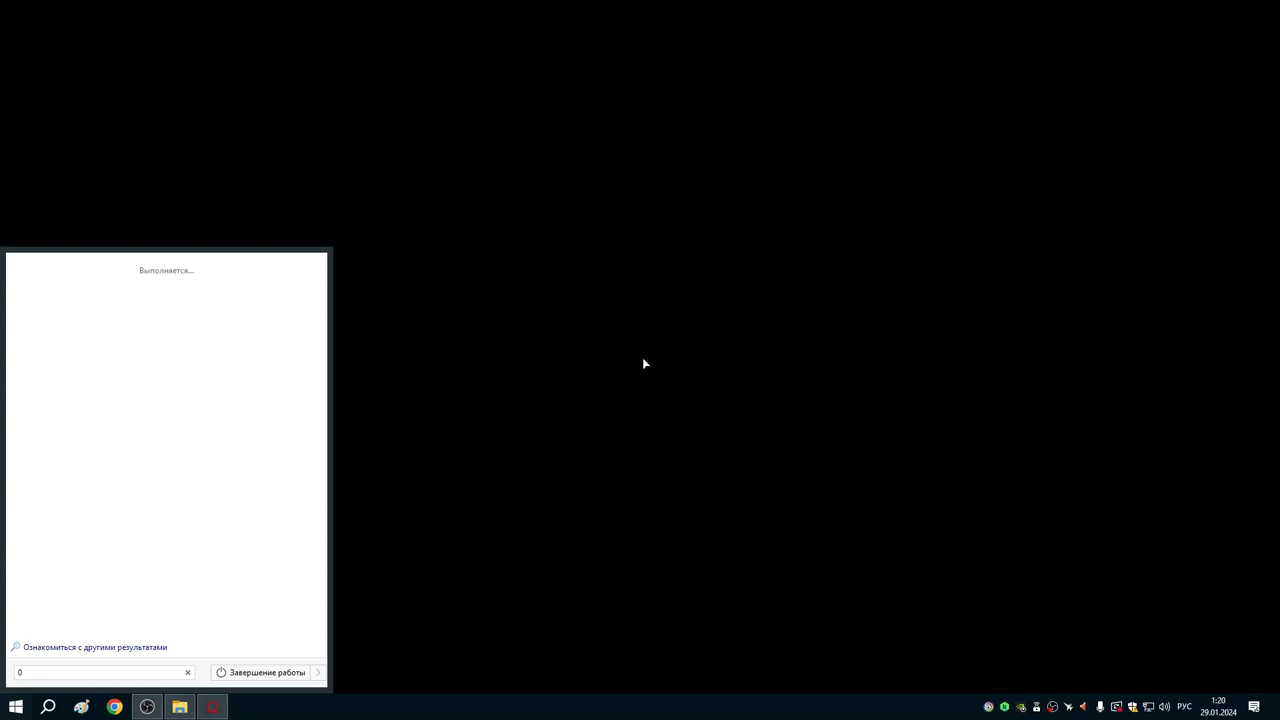 Выполняется...
Ознакомиться с другими результатами
0
Завершение работы
РУС
1:20
29.01.2024